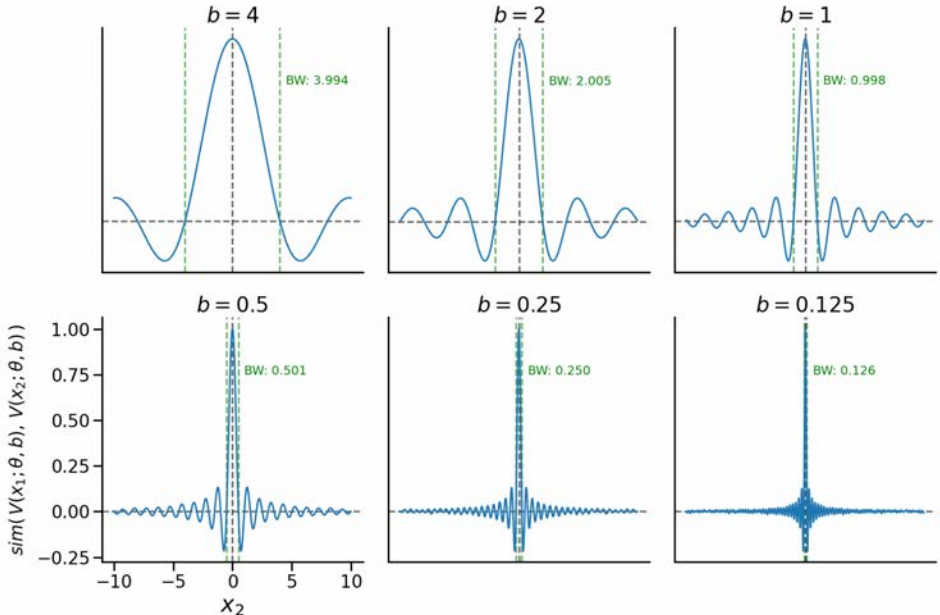 b = 4
BW: 3.994
b = 2
BW: 2.005
b = 1
BW: 0.998
b = 0.5
BW: 0.501
b = 0.25
BW: 0.250
b = 0.125
BW: 0.126
sim(V(x₁; θ, b), V(x₂; θ, b))
1.00
0.75
0.50
0.25
0.00
−0.25
−10 −5 0 5 10
x₂